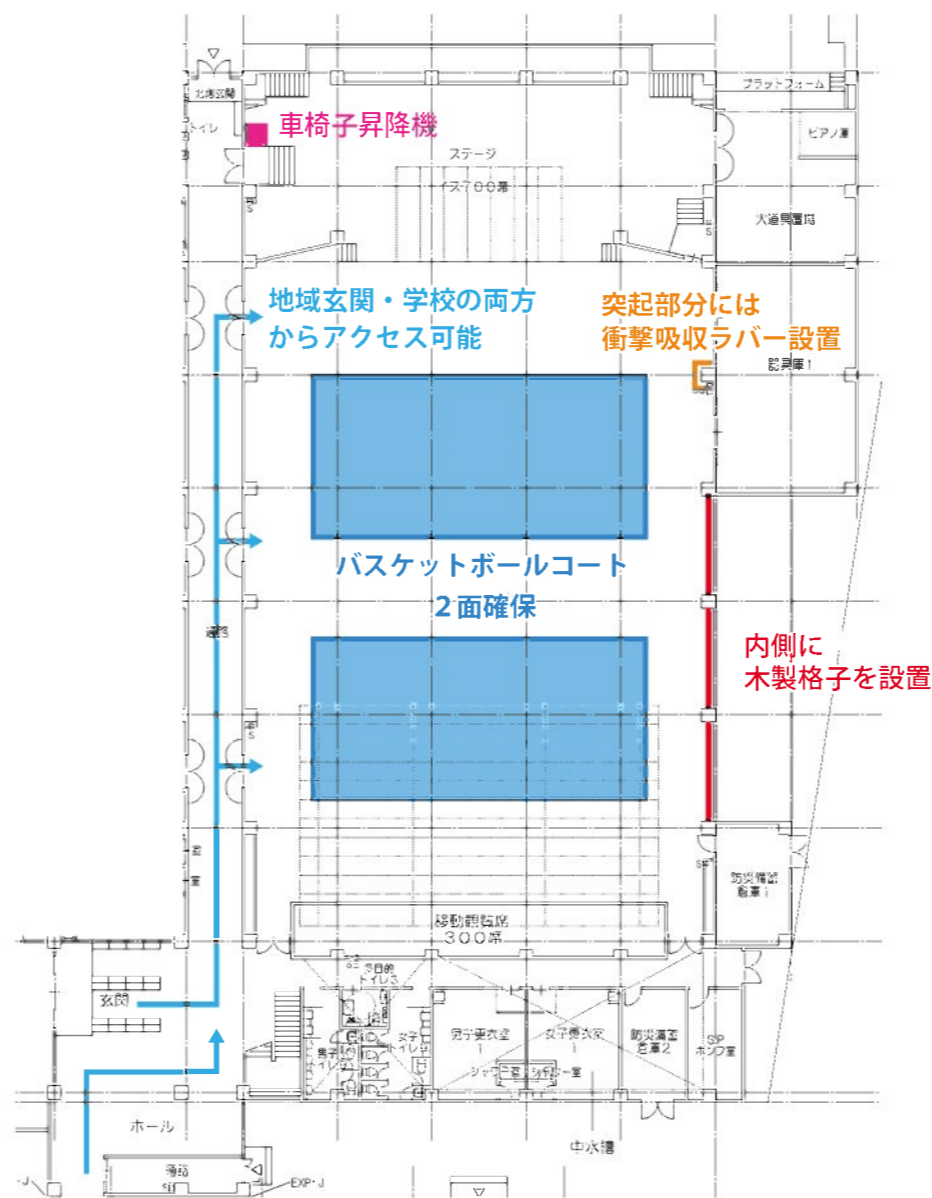 北側玄関
トイレ
車椅子昇降機
プラットフォーム
ピアノ庫
ステージ
イス700席
大道具置場
地域玄関・学校の両方
からアクセス可能
突起部分には
衝撃吸収ラバー設置
器具庫1
バスケットボールコート
2面確保
通路
内側に
木製格子を設置
防災備蓄
倉庫1
移動観覧席
300席
多目的
トイレ3
玄関
男子
トイレ
女子
トイレ
男子更衣室
1
女子更衣室
1
防災備蓄
倉庫2
ポンプ室
シャワー室
シャワー室
ホール
通路
中水槽
EXP・J